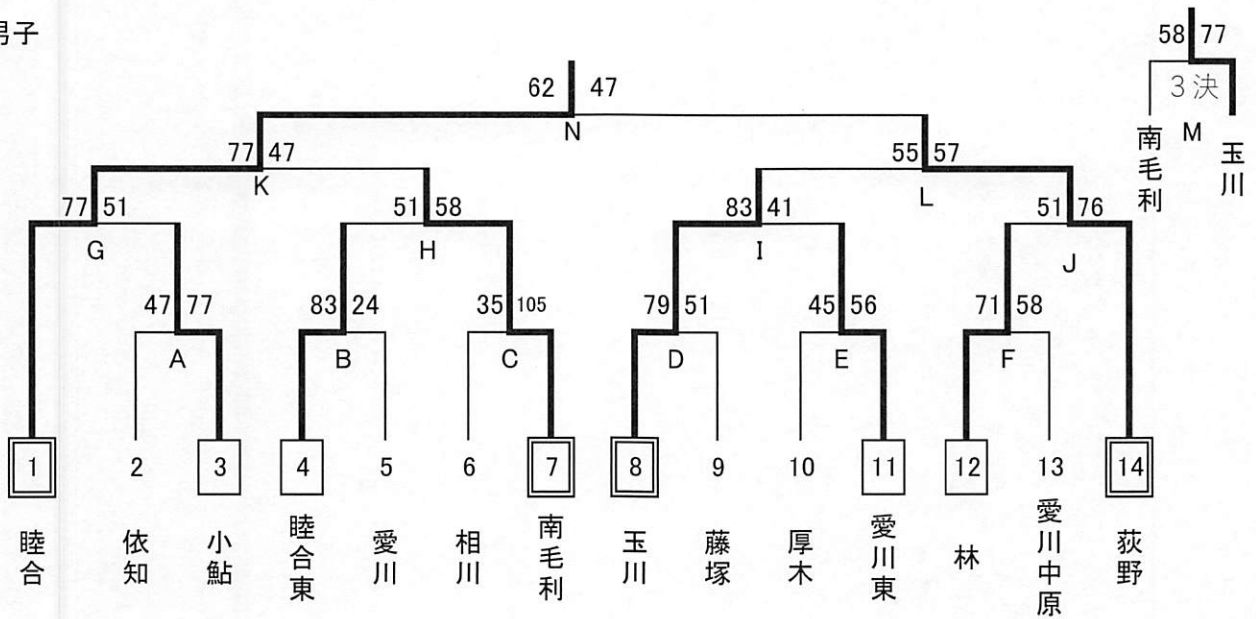 男子
58 77
3決
M
南毛利
玉川
62 47
N
77 47
K
55 57
L
77 51
G
51 58
H
83 41
I
51 76
J
47 77
A
83 24
B
35 105
C
79 51
D
45 56
E
71 58
F
1 2 3 4 5 6 7 8 9 10 11 12 13 14
睦合
依知
小鮎
睦合東
愛川
相川
南毛利
玉川
藤塚
厚木
愛川東
林
愛川中原
荻野